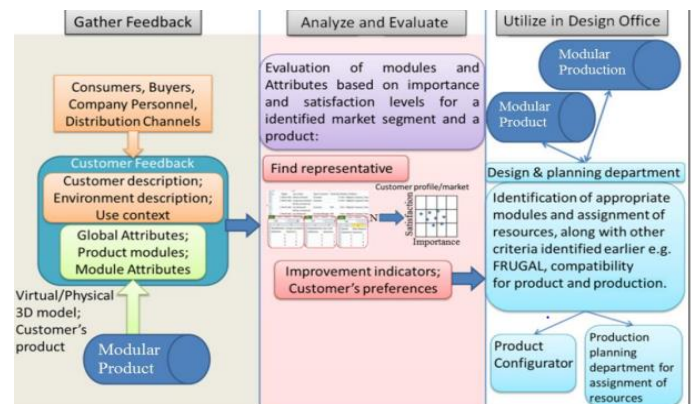 Gather Feedback
Consumers, Buyers,
Company Personnel,
Distribution Channels
Customer Feedback
Customer description;
Environment description;
Use context
Global Attributes;
Product modules;
Module Attributes
Virtual/Physical
3D model;
Customer's
product
Modular
Product
Analyze and Evaluate
Evaluation of modules and
Attributes based on importance
and satisfaction levels for a
identified market segment and a
product:
Find representative
Customer profile/market
N
Satisfaction
Importance
Improvement indicators;
Customer's preferences
Utilize in Design Office
Modular
Production
Modular
Product
Design & planning department
Identification of appropriate
modules and assignment of
resources, along with other
criteria identified earlier e.g.
FRUGAL, compatibility
for product and production.
Product
Configurator
Production
planning
department for
assignment of
resources